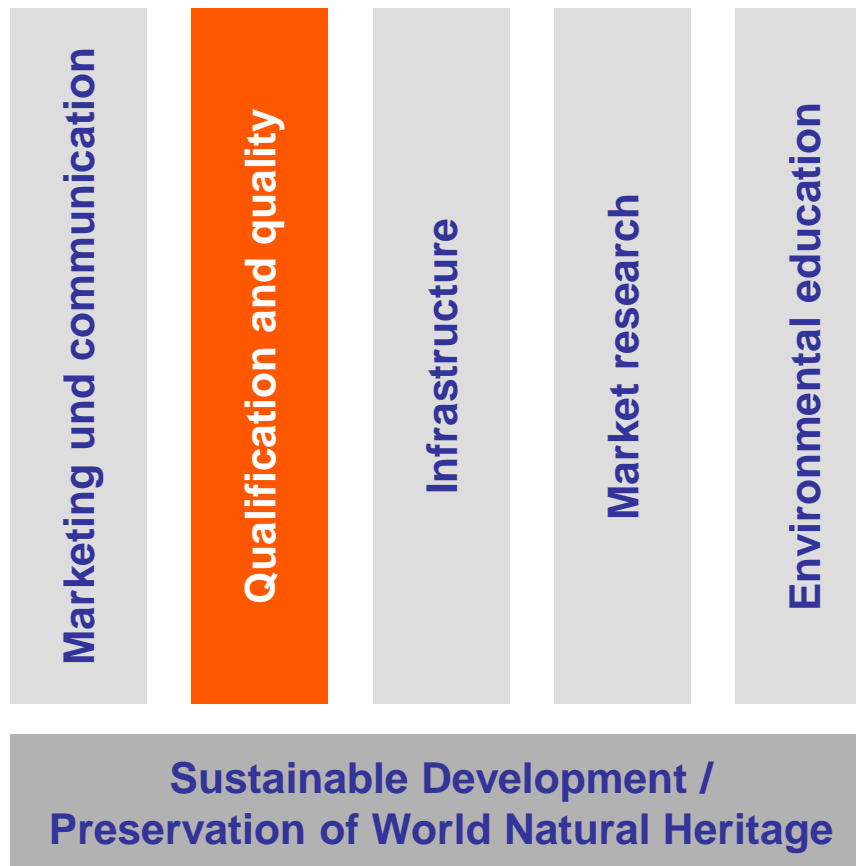 Marketing und communication
Qualification and quality
Infrastructure
Market research
Environmental education
Sustainable Development /
Preservation of World Natural Heritage